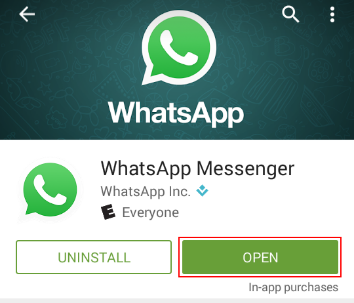 WhatsApp
WhatsApp Messenger
WhatsApp Inc.
E Everyone
UNINSTALL OPEN
In-app purchases